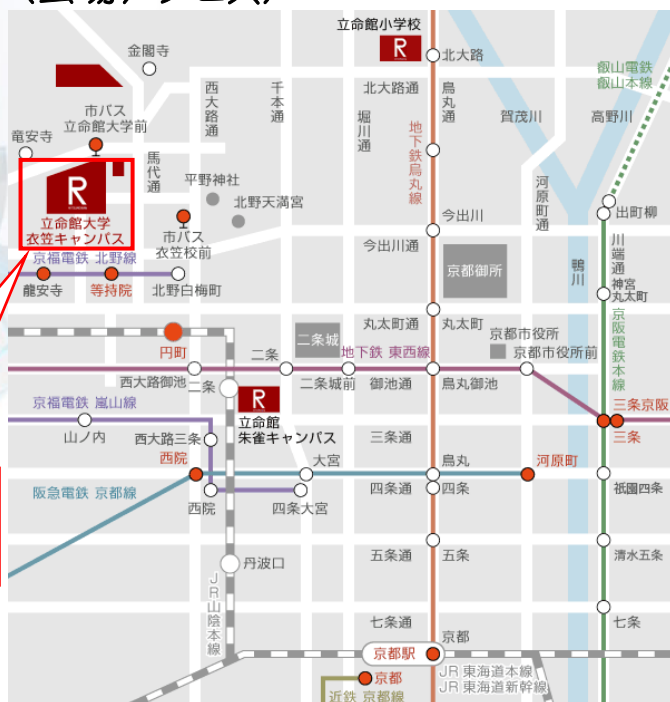 立命館小学校
R
金閣寺
北大路
叡山電鉄
叡山本線
西大路通
千本通
北大路通
烏丸通
堀川通
地下鉄烏丸線
賀茂川
高野川
市バス
立命館大学前
竜安寺
馬代通
R
立命館大学
衣笠キャンパス
平野神社
北野天満宮
市バス
衣笠校前
河原町通
今出川
出町柳
今出川通
京都御所
鴨川
川端通
神宮
丸太町
京福電鉄 北野線
龍安寺
等持院
北野白梅町
丸太町通
丸太町
京都市役所
京都市役所前
京阪電鉄本線
円町
二条城
二条
地下鉄 東西線
西大路御池
二条
二条城前
御池通
烏丸御池
R
立命館
朱雀キャンパス
京福電鉄 嵐山線
山ノ内
西大路三条
三条通
三条京阪
三条
西院
大宮
烏丸
河原町
阪急電鉄 京都線
西院
四条大宮
四条通
四条
祇園四条
丹波口
五条通
五条
清水五条
JR山陰本線
七条通
七条
京都
京都駅
JR 東海道本線
JR 東海道新幹線
京都
近鉄 京都線